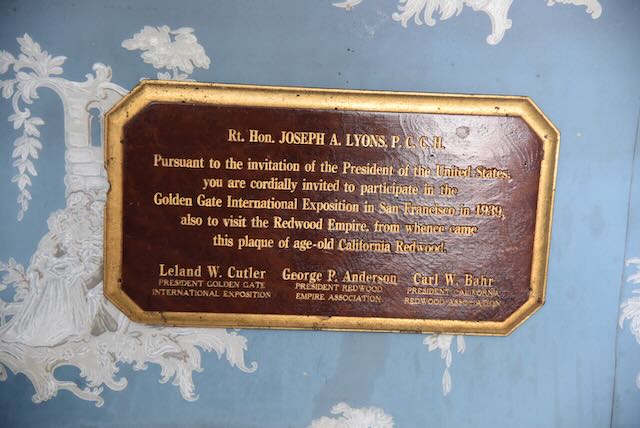 Rt. Hon. JOSEPH A. LYONS, P. C. C. H.
Pursuant to the invitation of the President of the United States,
you are cordially invited to participate in the
Golden Gate International Exposition in San Francisco in 1939,
also to visit the Redwood Empire, from whence came
this plaque of age-old California Redwood.
Leland W. Cutler
PRESIDENT GOLDEN GATE
INTERNATIONAL EXPOSITION
George P. Anderson
PRESIDENT REDWOOD
EMPIRE ASSOCIATION
Carl W. Bahr
PRESIDENT CALIFORNIA
REDWOOD ASSOCIATION